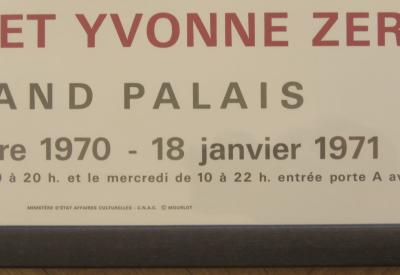 ET YVONNE ZER
AND PALAIS
re 1970 - 18 janvier 1971
à 20 h. et le mercredi de 10 à 22 h. entrée porte A av
MINISTÈRE D'ÉTAT AFFAIRES CULTURELLES - C.N.A.C. © MOURLOT